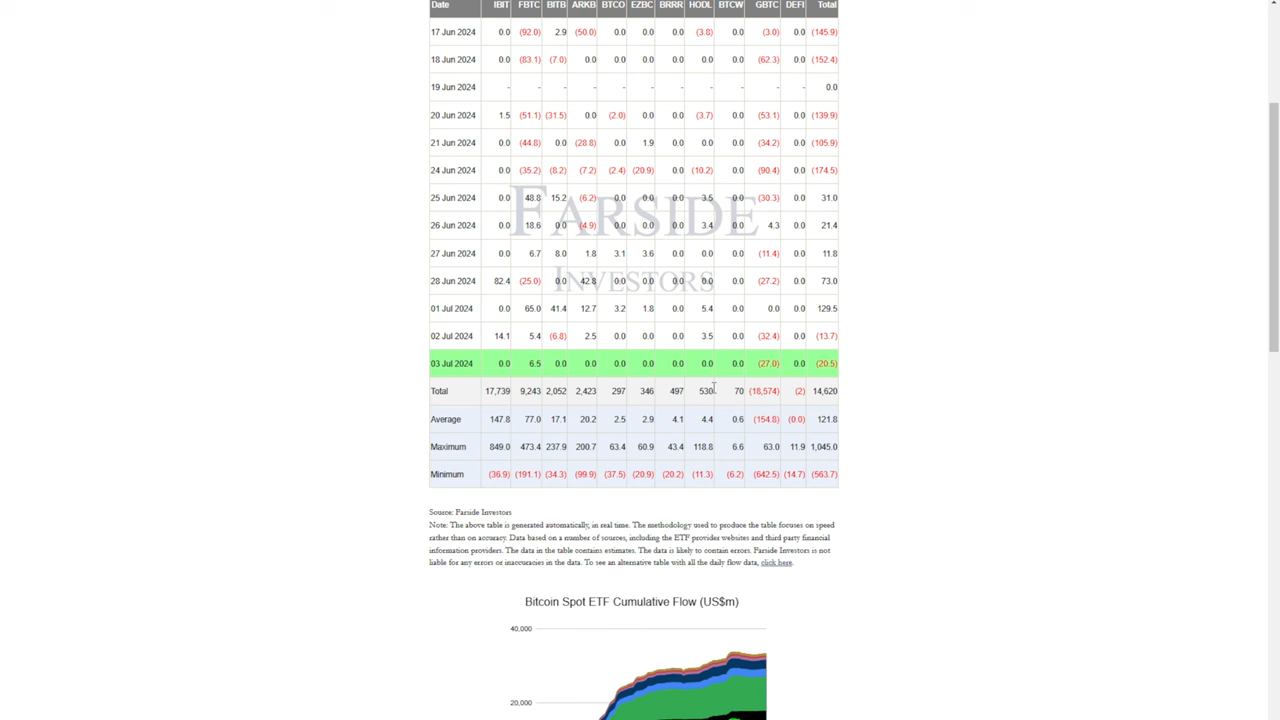 Date IBIT FBTC BITB ARKB BTCO EZBC BRRR HODL BTCW GBTC DEFI Total
17 Jun 2024 0.0 (92.0) 2.9 (50.0) 0.0 0.0 0.0 (3.8) 0.0 (3.0) 0.0 (145.9)
18 Jun 2024 0.0 (83.1) (7.0) 0.0 0.0 0.0 0.0 0.0 0.0 (62.3) 0.0 (152.4)
19 Jun 2024 - - - - - - - - - - - 0.0
20 Jun 2024 1.5 (51.1) (31.5) 0.0 (2.0) 0.0 0.0 (3.7) 0.0 (53.1) 0.0 (139.9)
21 Jun 2024 0.0 (44.8) 0.0 (28.8) 0.0 1.9 0.0 0.0 0.0 (34.2) 0.0 (105.9)
24 Jun 2024 0.0 (35.2) (8.2) (7.2) (2.4) (20.9) 0.0 (10.2) 0.0 (90.4) 0.0 (174.5)
25 Jun 2024 0.0 48.8 15.2 (6.2) 0.0 0.0 0.0 3.5 0.0 (30.3) 0.0 31.0
FARSIDE
26 Jun 2024 0.0 18.6 0.0 (4.9) 0.0 0.0 0.0 3.4 0.0 4.3 0.0 21.4
27 Jun 2024 0.0 6.7 8.0 1.8 3.1 3.6 0.0 0.0 0.0 (11.4) 0.0 11.8
28 Jun 2024 82.4 (25.0) 0.0 42.8 0.0 0.0 0.0 0.0 0.0 (27.2) 0.0 73.0
INVESTORS
01 Jul 2024 0.0 65.0 41.4 12.7 3.2 1.8 0.0 5.4 0.0 0.0 0.0 129.5
02 Jul 2024 14.1 5.4 (6.8) 2.5 0.0 0.0 0.0 3.5 0.0 (32.4) 0.0 (13.7)
03 Jul 2024 0.0 6.5 0.0 0.0 0.0 0.0 0.0 0.0 0.0 (27.0) 0.0 (20.5)
Total 17,739 9,243 2,052 2,423 297 346 497 530 70 (18,574) (2) 14,620
Average 147.8 77.0 17.1 20.2 2.5 2.9 4.1 4.4 0.6 (154.8) (0.0) 121.8
Maximum 849.0 473.4 237.9 200.7 63.4 60.9 43.4 118.8 6.6 63.0 11.9 1,045.0
Minimum (36.9) (191.1) (34.3) (99.9) (37.5) (20.9) (20.2) (11.3) (6.2) (642.5) (14.7) (563.7)
Source: Farside Investors
Note: The above table is generated automatically, in real time. The methodology used to produce the table focuses on speed
rather than on accuracy. Data based on a number of sources, including the ETF provider websites and third party financial
information providers. The data in the table contains estimates. The data is likely to contain errors. Farside Investors is not
liable for any errors or inaccuracies in the data. To see an alternative table with all the daily flow data, click here.
Bitcoin Spot ETF Cumulative Flow (US$m)
40,000
20,000